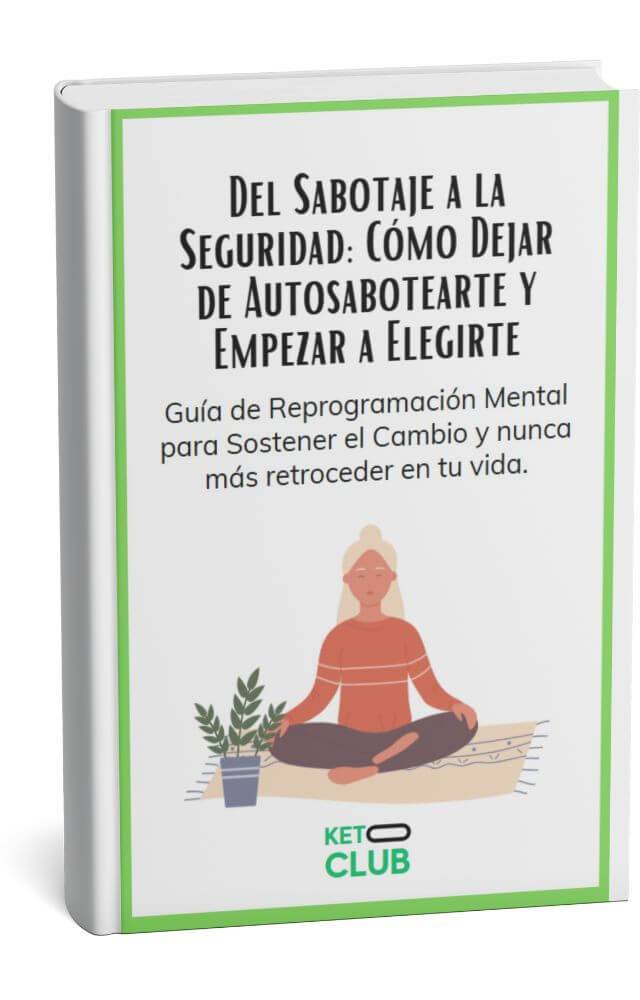 Del Sabotaje a la
Seguridad: Cómo Dejar
de Autosabotearte y
Empezar a Elegirte
Guía de Reprogramación Mental
para Sostener el Cambio y nunca
más retroceder en tu vida.
KETO
CLUB